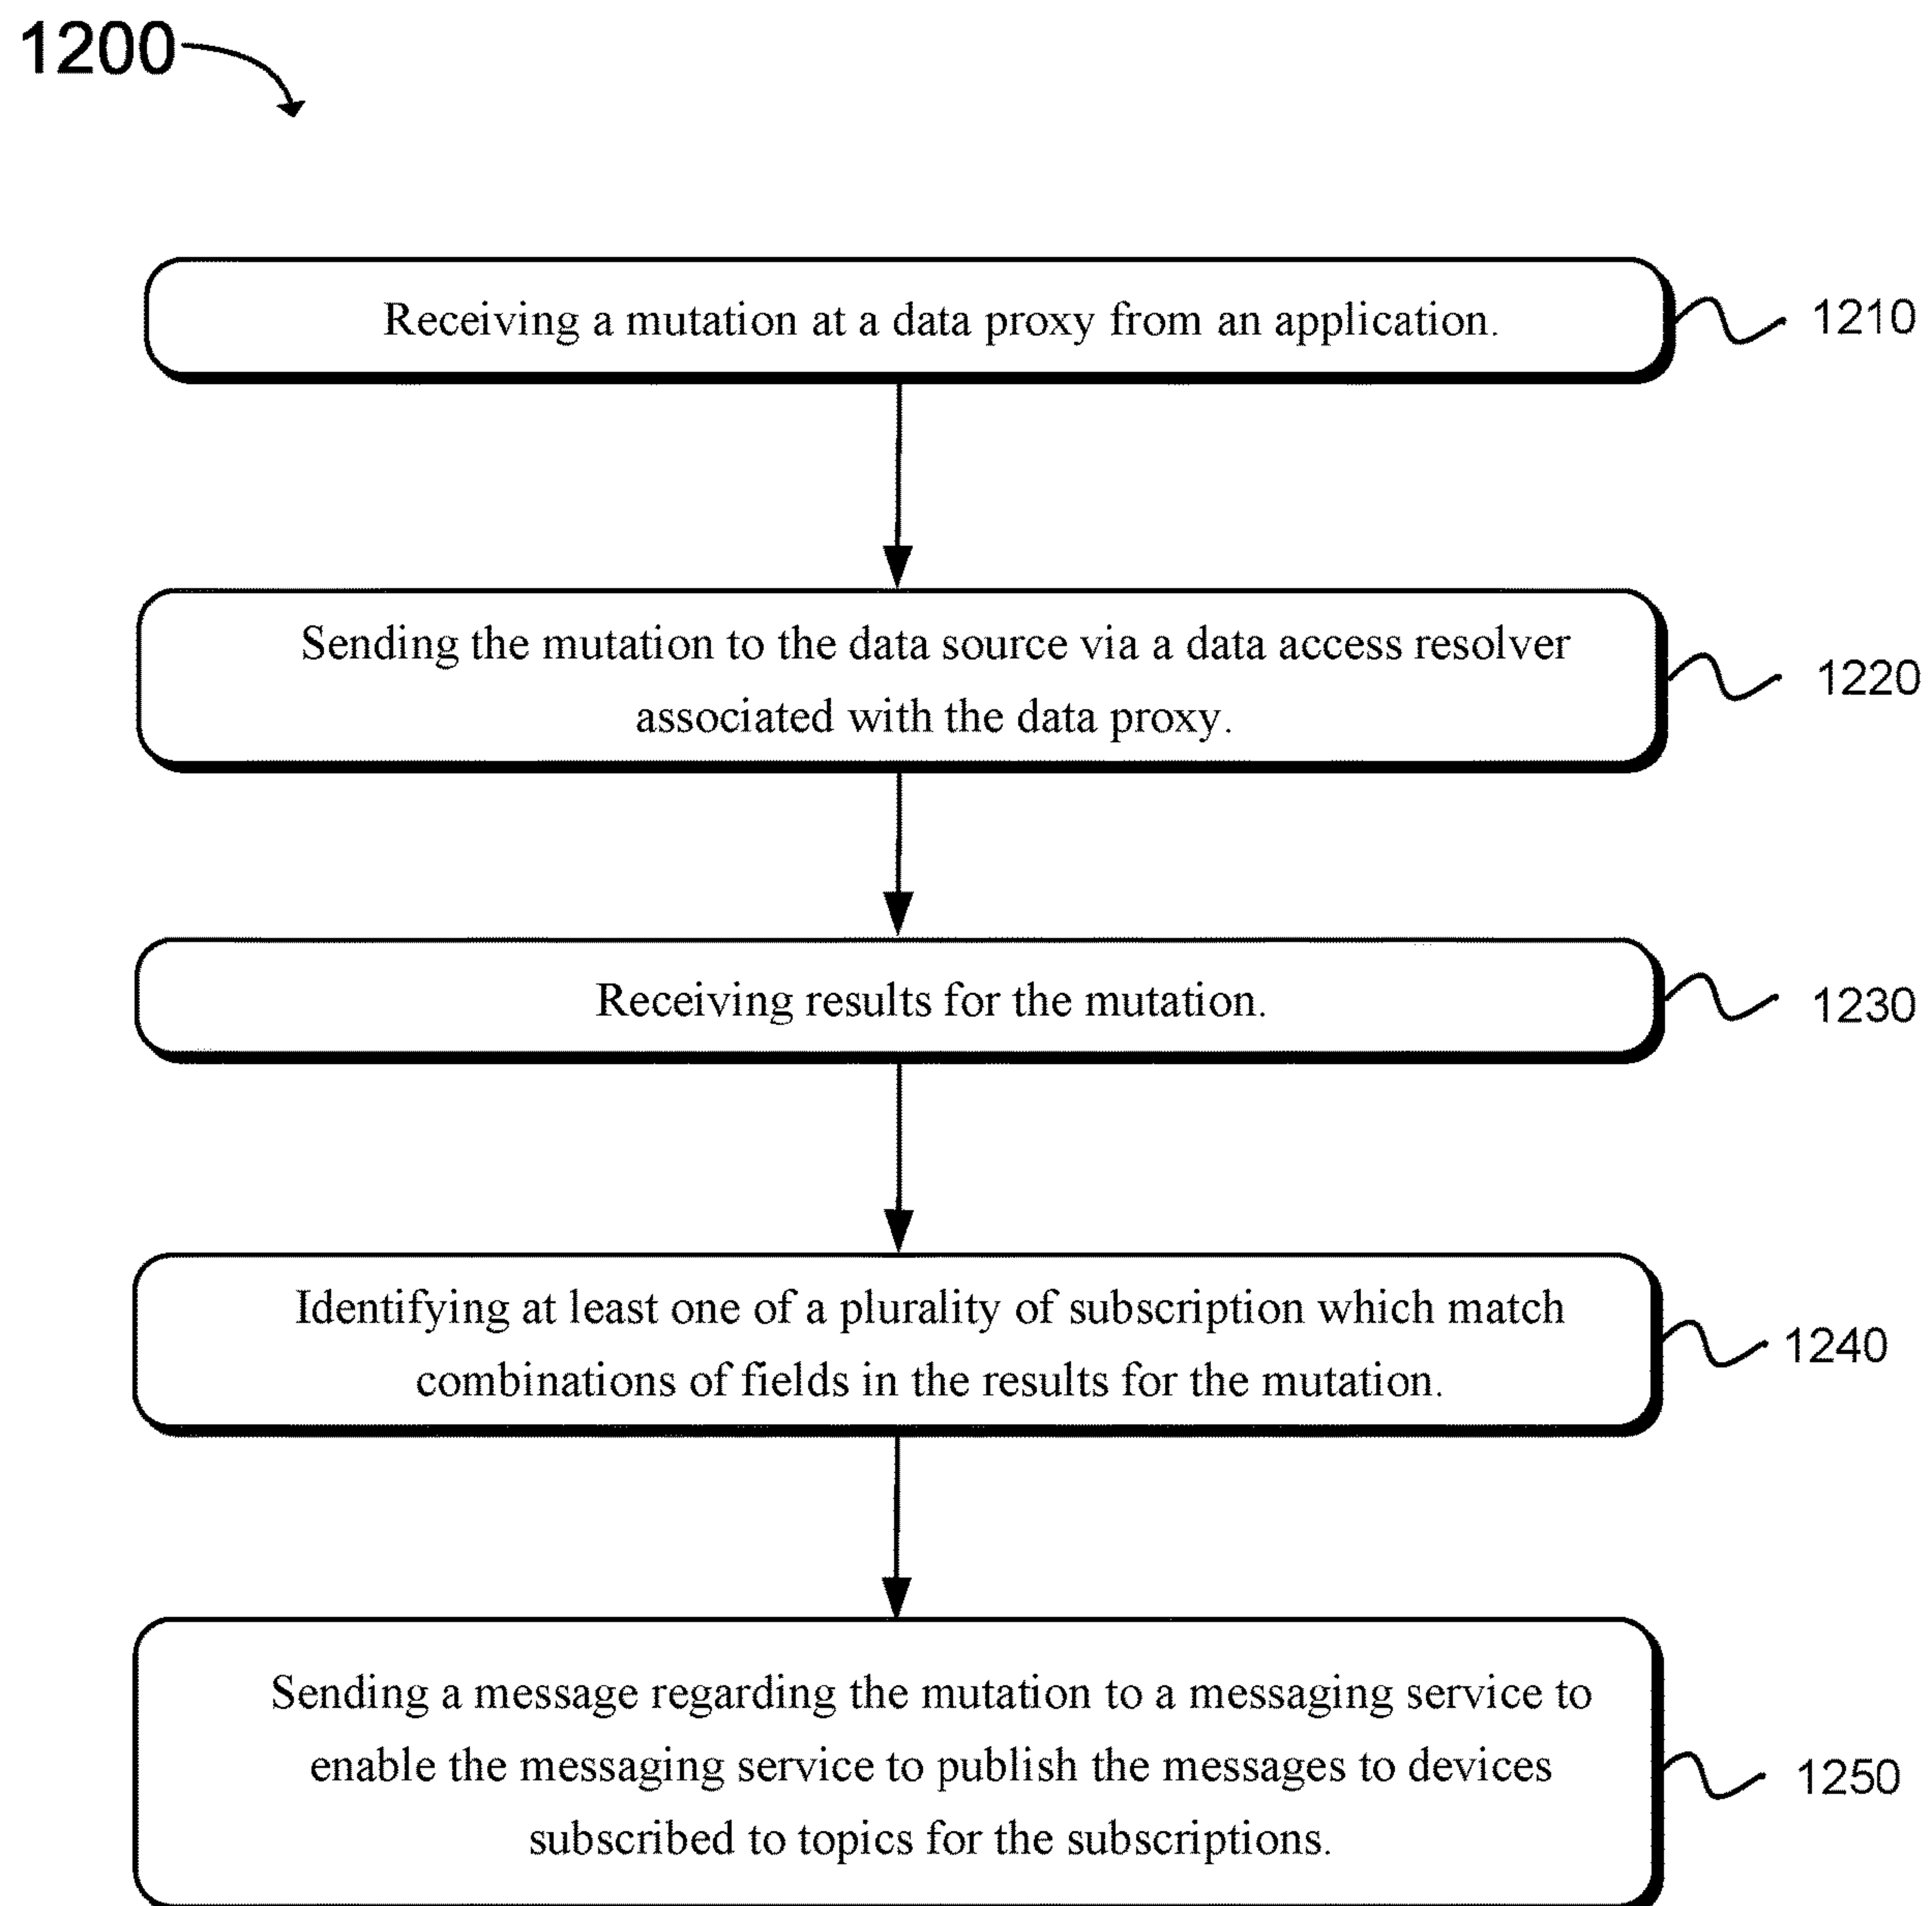 1200
Receiving a mutation at a data proxy from an application.
1210
Sending the mutation to the data source via a data access resolver
associated with the data proxy.
1220
Receiving results for the mutation.
1230
Identifying at least one of a plurality of subscription which match
combinations of fields in the results for the mutation.
1240
Sending a message regarding the mutation to a messaging service to
enable the messaging service to publish the messages to devices
subscribed to topics for the subscriptions.
1250